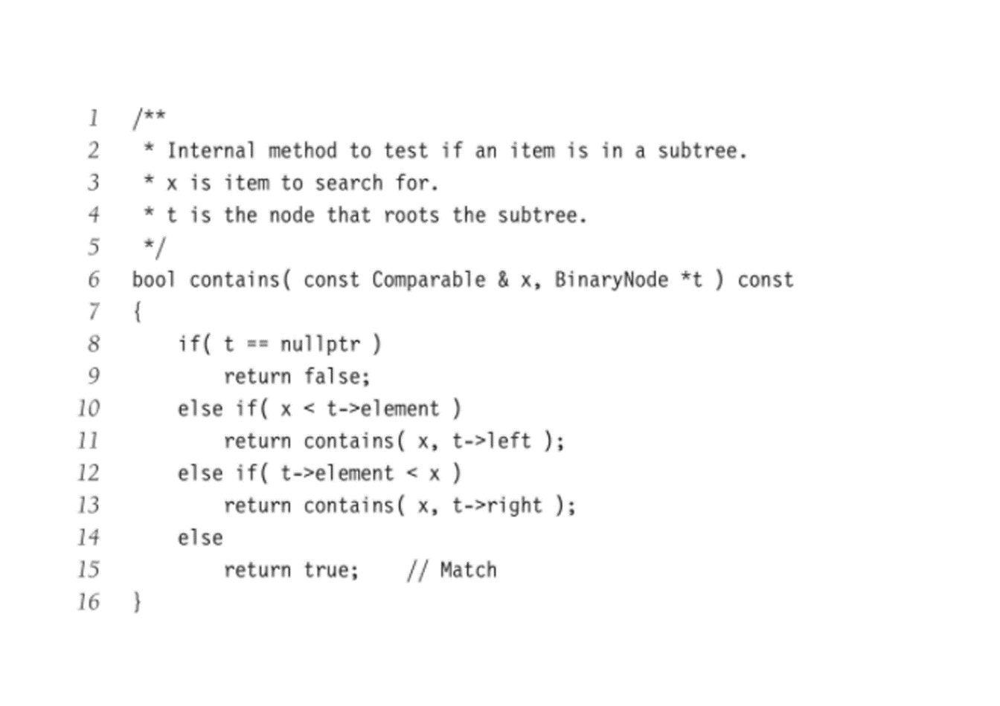 1 /**
2  * Internal method to test if an item is in a subtree.
3  * x is item to search for.
4  * t is the node that roots the subtree.
5  */
6 bool contains( const Comparable & x, BinaryNode *t ) const
7 {
8     if( t == nullptr )
9         return false;
10     else if( x < t->element )
11         return contains( x, t->left );
12     else if( t->element < x )
13         return contains( x, t->right );
14     else
15         return true;    // Match
16 }